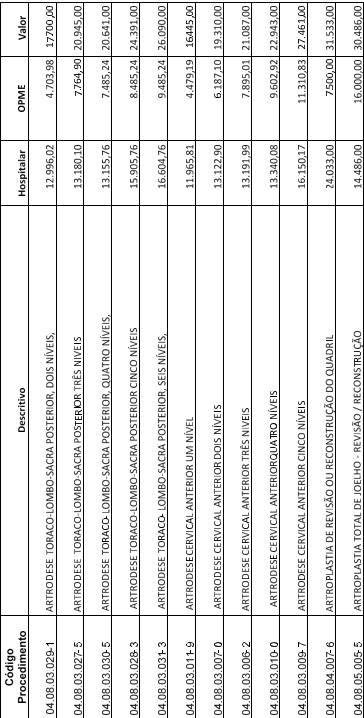 Código Procedimento Descritivo Hospitalar OPME Valor
04.08.03.029-1 ARTRODESE TORACO-LOMBO-SACRA POSTERIOR, DOIS NÍVEIS, 12.996,02 4.703,98 17700,00
04.08.03.027-5 ARTRODESE TORACO-LOMBO-SACRA POSTERIOR TRÊS NIVEIS 13.180,10 7.764,90 20.945,00
04.08.03.030-5 ARTRODESE TORACO-LOMBO-SACRA POSTERIOR, QUATRO NÍVEIS, 13.155,76 7.485,24 20.641,00
04.08.03.028-3 ARTRODESE TORACO-LOMBO-SACRA POSTERIOR CINCO NÍVEIS 15.905,76 8.485,24 24.391,00
04.08.03.031-3 ARTRODESE TORACO- LOMBO-SACRA POSTERIOR, SEIS NÍVEIS, 16.604,76 9.485,24 26.090,00
04.08.03.011-9 ARTRODESE CERVICAL ANTERIOR UM NÍVEL 11.965,81 4.479,19 16445,00
04.08.03.007-0 ARTRODESE CERVICAL ANTERIOR DOIS NÍVEIS 13.122,90 6.187,10 19.310,00
04.08.03.006-2 ARTRODESE CERVICAL ANTERIOR TRÊS NÍVEIS 13.191,99 7.895,01 21.087,00
04.08.03.010-0 ARTRODESE CERVICAL ANTERIORQUATRO NÍVEIS 13.340,08 9.602,92 22.943,00
04.08.03.009-7 ARTRODESE CERVICAL ANTERIOR CINCO NÍVEIS 16.150,17 11.310,83 27.461,00
04.08.04.007-6 ARTROPLASTIA DE REVISÃO OU RECONSTRUÇÃO DO QUADRIL 24.033,00 7500,00 31.533,00
04.08.05.005-5 ARTROPLASTIA TOTAL DE JOELHO - REVISÃO / RECONSTRUÇÃO 14.486,00 16.000,00 30.486,00